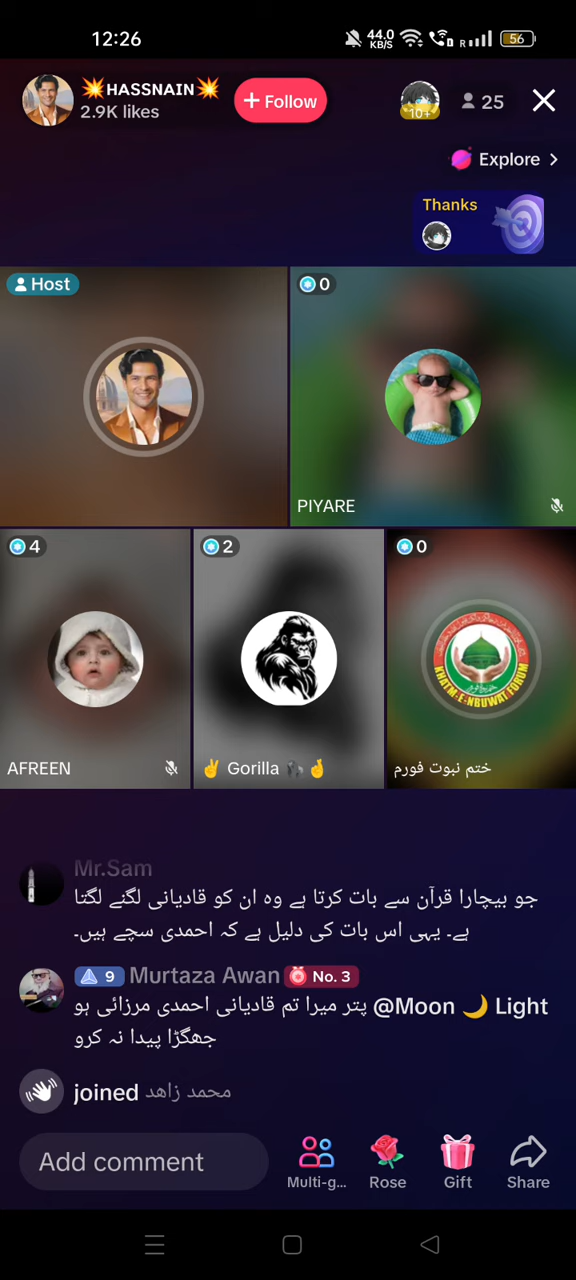 12:26
44.0
KB/S
R
56
💥HASSNAIN💥
2.9K likes
+ Follow
10+
25
Explore
Thanks
Host
0
PIYARE
4
AFREEN
2
✌️ Gorilla 🦍 🤞
0
KHATM-E-NBUWAT FORUM
ختم نبوت فورم
Mr.Sam
جو بیچارا قرآن سے بات کرتا ہے وہ ان کو قادیانی لگنے لگتا
ہے۔ یہی اس بات کی دلیل ہے کہ احمدی سچے ہیں۔
9 Murtaza Awan No. 3
@Moon 🌙 Light پتر میرا تم قادیانی احمدی مرزائی ہو
جھگڑا پیدا نہ کرو
joined محمد زاهد
Add comment
Multi-g...
Rose
Gift
Share